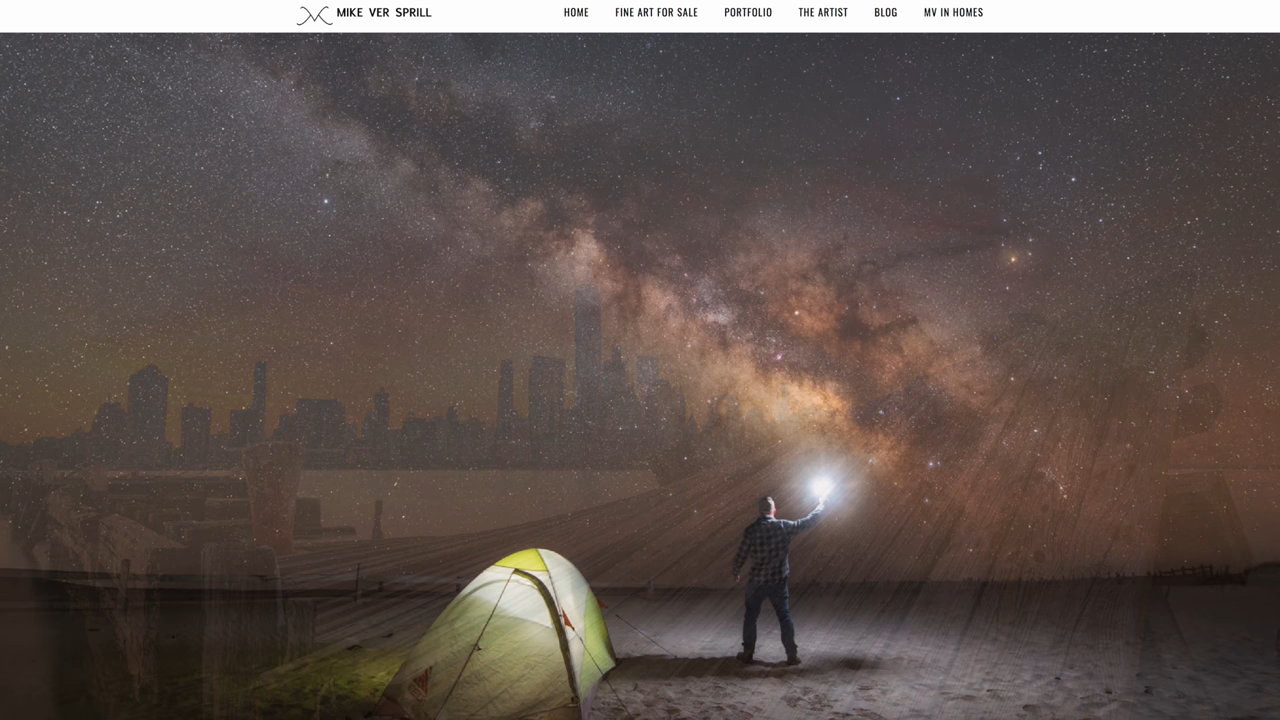 MIKE VER SPRILL
HOME FINE ART FOR SALE PORTFOLIO THE ARTIST BLOG MV IN HOMES